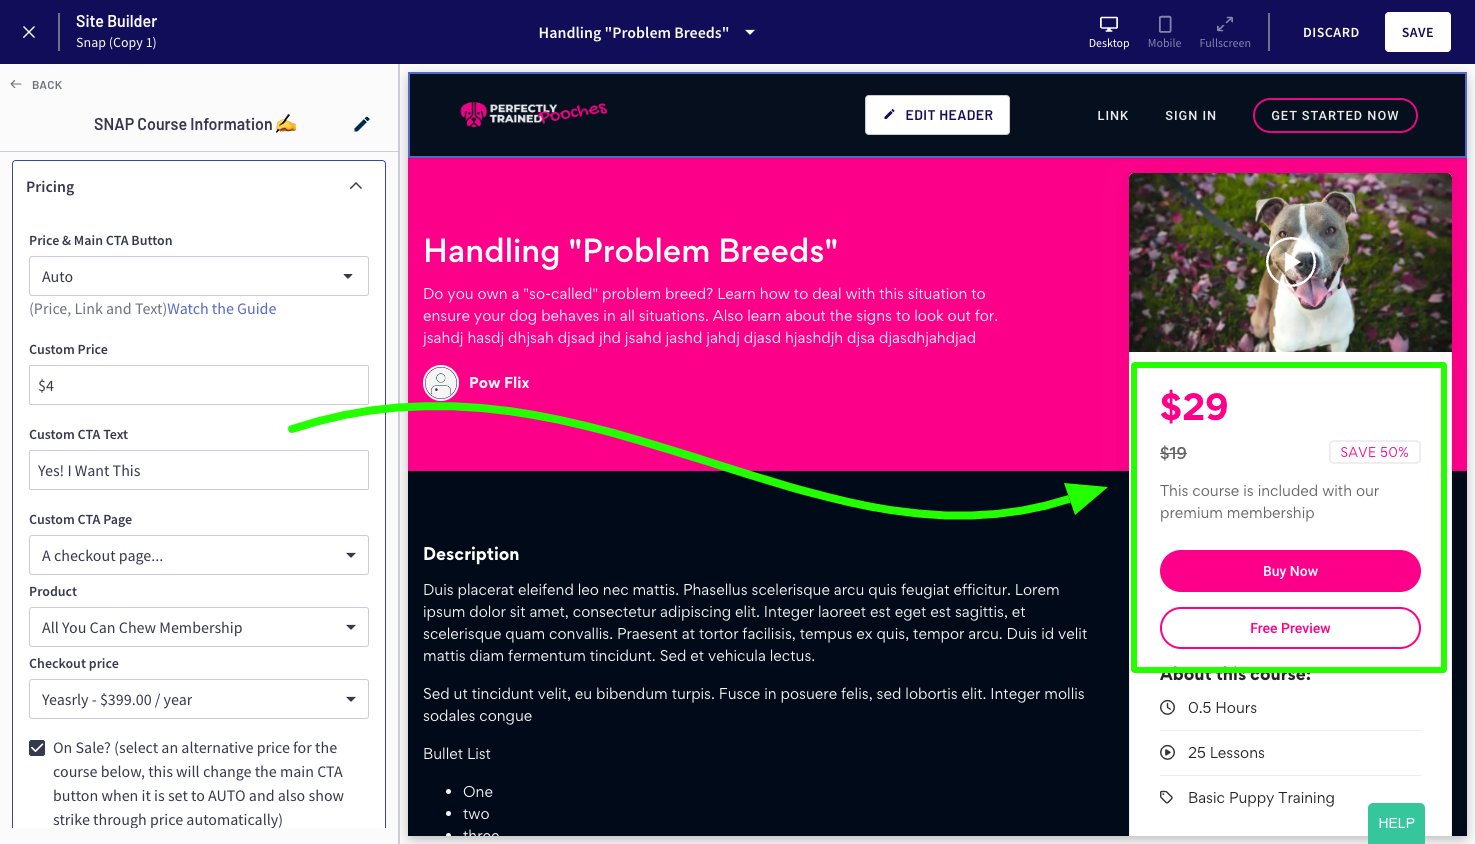 Site Builder
Snap (Copy 1)
Handling "Problem Breeds"
Desktop
Mobile
Fullscreen
DISCARD
SAVE
BACK
SNAP Course Information ✍️
Pricing
Price & Main CTA Button
Auto
(Price, Link and Text)Watch the Guide
Custom Price
$4
Custom CTA Text
Yes! I Want This
Custom CTA Page
A checkout page...
Product
All You Can Chew Membership
Checkout price
Yeasrly - $399.00 / year
On Sale? (select an alternative price for the
course below, this will change the main CTA
button when it is set to AUTO and also show
strike through price automatically)
PERFECTLY
TRAINED Pooches
EDIT HEADER
LINK
SIGN IN
GET STARTED NOW
Handling "Problem Breeds"
Do you own a "so-called" problem breed? Learn how to deal with this situation to
ensure your dog behaves in all situations. Also learn about the signs to look out for.
jsahdj hasdj dhjsah djsad jhd jsahd jashd jahdj djasd hjashdjh djsa djasdhjahdjad
Pow Flix
Description
Duis placerat eleifend leo nec mattis. Phasellus scelerisque arcu quis feugiat efficitur. Lorem
ipsum dolor sit amet, consectetur adipiscing elit. Integer laoreet est eget est sagittis, et
scelerisque quam convallis. Praesent at tortor facilisis, tempus ex quis, tempor arcu. Duis id velit
mattis diam fermentum tincidunt. Sed et vehicula lectus.
Sed ut tincidunt velit, eu bibendum turpis. Fusce in posuere felis, sed lobortis elit. Integer mollis
sodales congue
Bullet List
• One
• two
• three
$29
$19
SAVE 50%
This course is included with our
premium membership
Buy Now
Free Preview
About this course:
0.5 Hours
25 Lessons
Basic Puppy Training
HELP